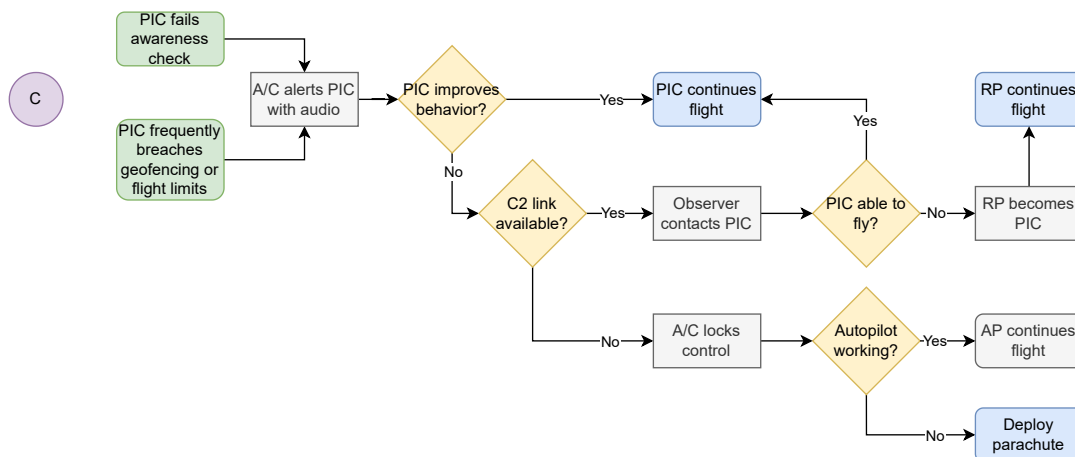 PIC fails
awareness
check
C
A/C alerts PIC
with audio
PIC frequently
breaches
geofencing or
flight limits
PIC improves
behavior?
Yes
PIC continues
flight
RP continues
flight
Yes
No
C2 link
available?
Yes
Observer
contacts PIC
PIC able to
fly?
No
RP becomes
PIC
No
A/C locks
control
Autopilot
working?
Yes
AP continues
flight
No
Deploy
parachute